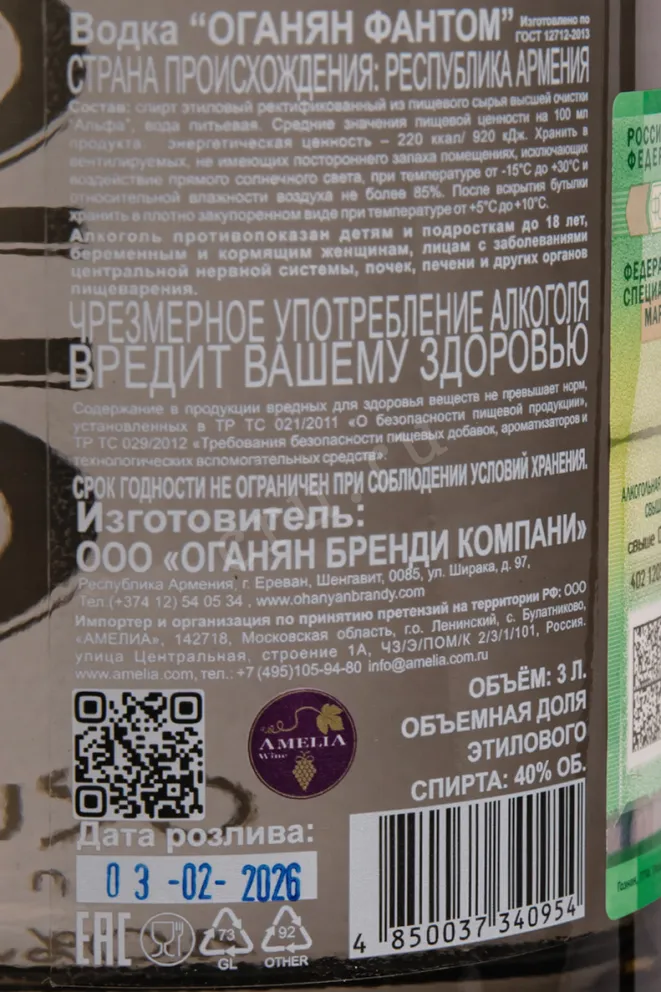 Водка “ОГАНЯН ФАНТОМ” Изготовлено по
ГОСТ 12712-2013
СТРАНА ПРОИСХОЖДЕНИЯ: РЕСПУБЛИКА АРМЕНИЯ
Состав: спирт этиловый ректификованный из пищевого сырья высшей очистки
"Альфа", вода питьевая. Средние значения пищевой ценности на 100 мл
продукта энергетическая ценность – 220 ккал/ 920 кДж. Хранить в
вентилируемых, не имеющих постороннего запаха помещениях, исключающих
воздействие прямого солнечного света, при температуре от -15°С до +30°С и
относительной влажности воздуха не более 85%. После вскрытия бутылки
хранить в плотно закупоренном виде при температуре от +5°С до +10°С.
Алкоголь противопоказан детям и подросткам до 18 лет,
беременным и кормящим женщинам, лицам с заболеваниями
центральной нервной системы, почек, печени и других органов
пищеварения.
ЧРЕЗМЕРНОЕ УПОТРЕБЛЕНИЕ АЛКОГОЛЯ
ВРЕДИТ ВАШЕМУ ЗДОРОВЬЮ
Содержание в продукции вредных для здоровья веществ не превышает норм,
установленных в ТР ТС 021/2011 «О безопасности пищевой продукции»,
ТР ТС 029/2012 «Требования безопасности пищевых добавок, ароматизаторов и
технологических вспомогательных средств».
СРОК ГОДНОСТИ НЕ ОГРАНИЧЕН ПРИ СОБЛЮДЕНИИ УСЛОВИЙ ХРАНЕНИЯ.
Изготовитель:
ООО «ОГАНЯН БРЕНДИ КОМПАНИ»
Республика Армения, г. Ереван, Шенгавит, 0085, ул. Ширака, д. 97,
Тел.(+374 12) 54 05 34 , www.ohanyanbrandy.com
Импортер и организация по принятию претензий на территории РФ: ООО
«АМЕЛИА», 142718, Московская область, г.о. Ленинский, с. Булатниково,
улица Центральная, строение 1А, ЧЗ/Э/ПОМ/К 2/3/1/101, Россия.
www.amelia.com, тел.: +7 (495)105-94-80 info@amelia.com
ОБЪЁМ: 3 Л.
ОБЪЕМНАЯ ДОЛЯ
ЭТИЛОВОГО
СПИРТА: 40% ОБ.
AMELIA
Wine
Дата розлива:
03 -02- 2026
EAC
73
GL
92
OTHER
4 850037 340954
РОССИ
ФЕДЕР
ФЕДЕРА
СПЕЦИА
МАР
АЛКОГОЛЬНАЯ
СВЫШ
свыше 0